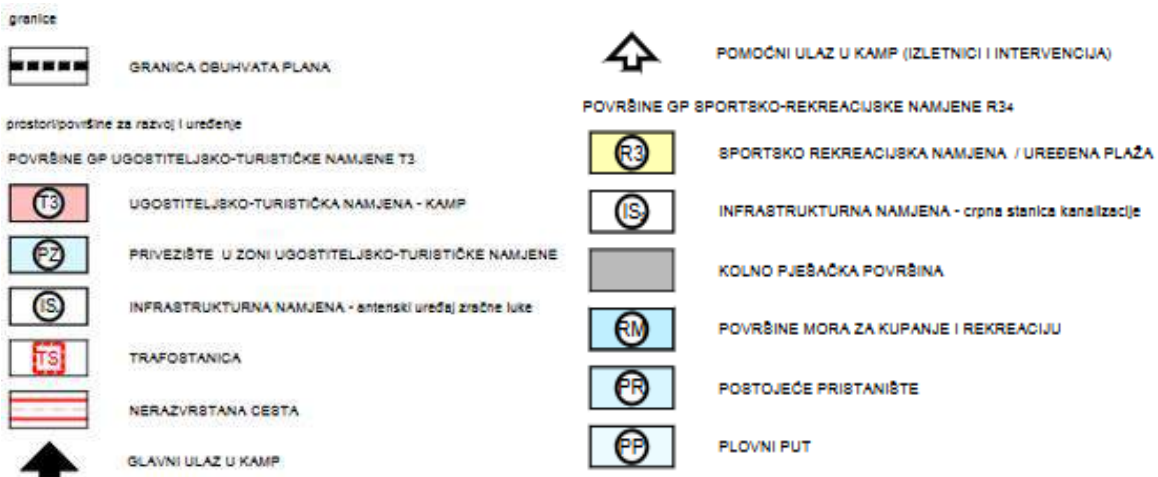 granice
GRANICA OBUHVATA PLANA
prostori/površine za razvoj i uređenje
POVRŠINE GP UGOSTITELJSKO-TURISTIČKE NAMJENE T3
T3 UGOSTITELJSKO-TURISTIČKA NAMJENA - KAMP
PZ PRIVEZIŠTE U ZONI UGOSTITELJSKO-TURISTIČKE NAMJENE
IS INFRASTRUKTURNA NAMJENA - antenski uređaj zračne luke
TS TRAFOSTANICA
NERAZVRSTANA CESTA
GLAVNI ULAZ U KAMP
POMOĆNI ULAZ U KAMP (IZLETNICI I INTERVENCIJA)
POVRŠINE GP SPORTSKO-REKREACIJSKE NAMJENE R34
R3 SPORTSKO REKREACIJSKA NAMJENA / UREĐENA PLAŽA
IS INFRASTRUKTURNA NAMJENA - crpna stanica kanalizacije
KOLNO PJEŠAČKA POVRŠINA
RM POVRŠINE MORA ZA KUPANJE I REKREACIJU
PR POSTOJEĆE PRISTANIŠTE
PP PLOVNI PUT